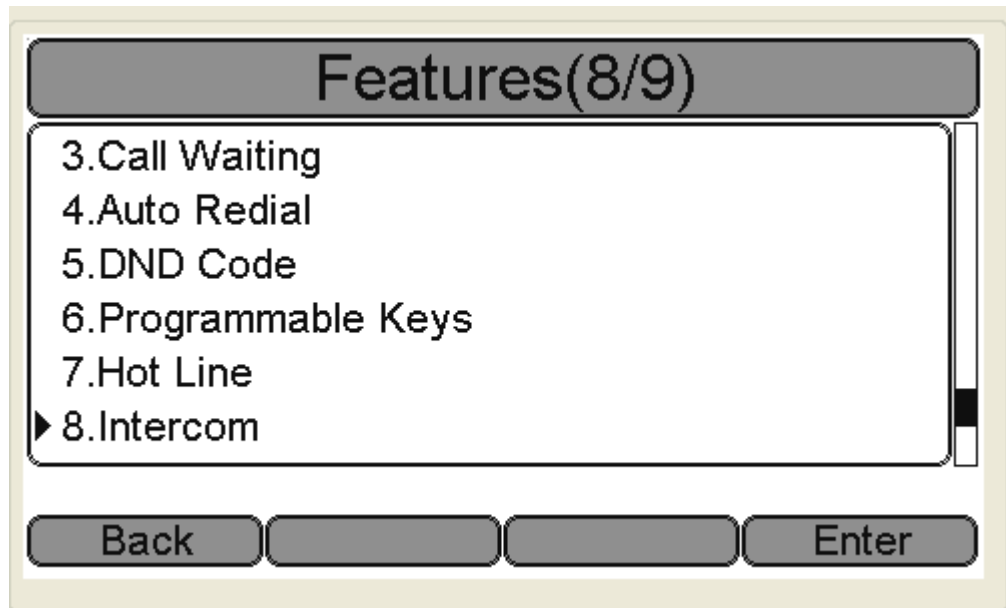 Features(8/9)
3.Call Waiting
4.Auto Redial
5.DND Code
6.Programmable Keys
7.Hot Line
8.Intercom
Back Enter